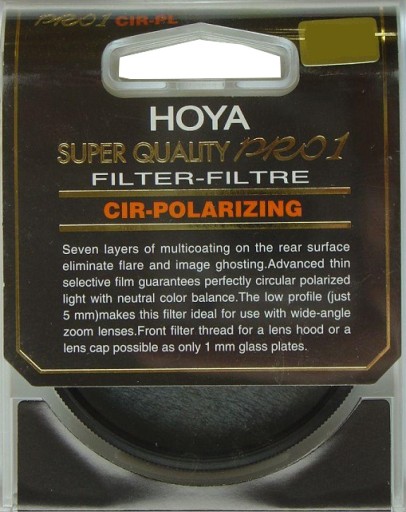 PRO1 CIR-PL
HOYA
SUPER QUALITY PRO1
FILTER-FILTRE
CIR-POLARIZING
Seven layers of multicoating on the rear surface
eliminate flare and image ghosting.Advanced thin
selective film guarantees perfectly circular polarized
light with neutral color balance.The low profile (just
5 mm)makes this filter ideal for use with wide-angle
zoom lenses.Front filter thread for a lens hood or a
lens cap possible as only 1 mm glass plates.